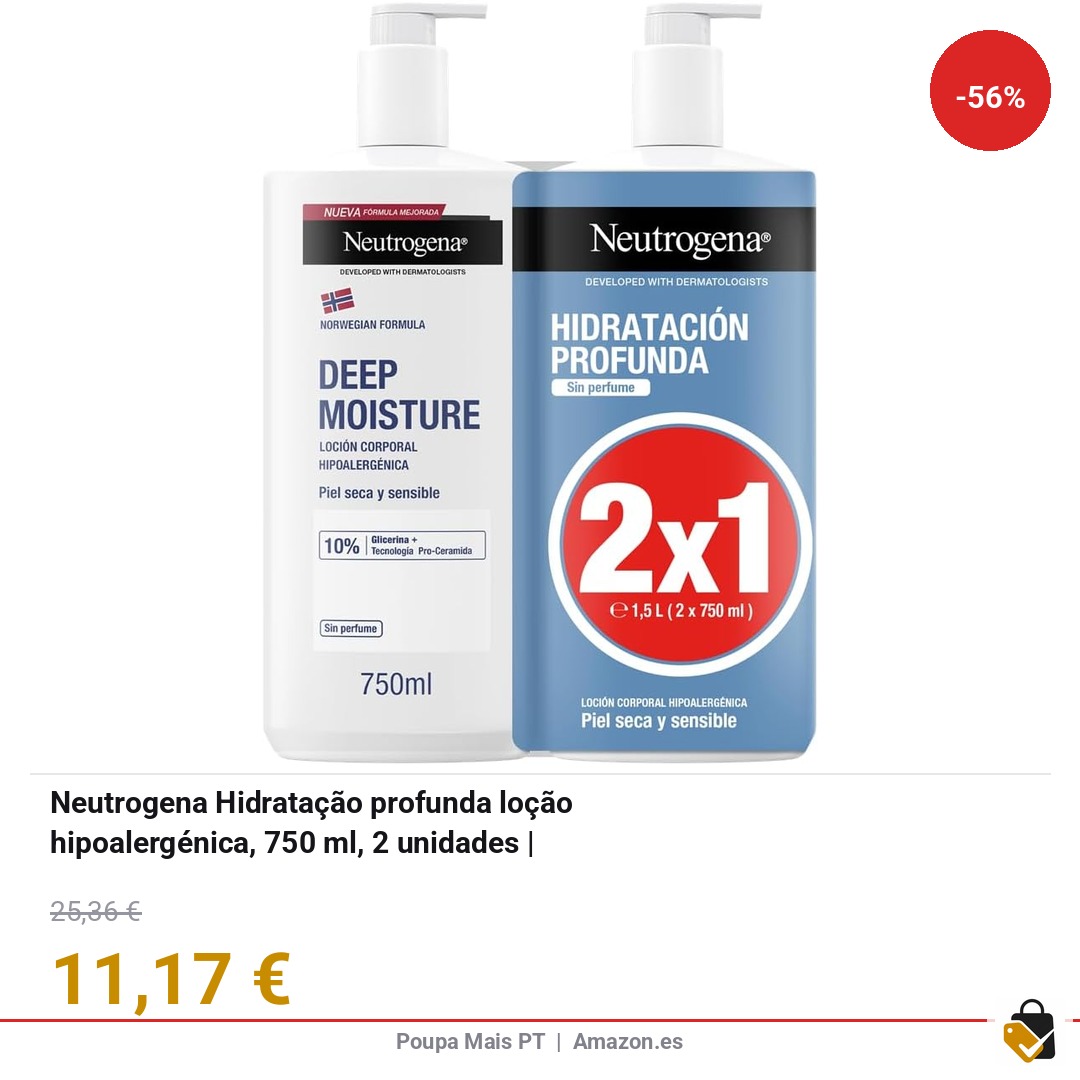 -56%
NUEVA FÓRMULA MEJORADA
Neutrogena®
DEVELOPED WITH DERMATOLOGISTS
NORWEGIAN FORMULA
DEEP
MOISTURE
LOCIÓN CORPORAL
HIPOALERGÉNICA
Piel seca y sensible
10% Glicerina +
Tecnología Pro-Ceramida
Sin perfume
750ml
Neutrogena®
DEVELOPED WITH DERMATOLOGISTS
HIDRATACIÓN
PROFUNDA
Sin perfume
2x1
℮ 1,5 L ( 2 x 750 ml )
LOCIÓN CORPORAL HIPOALERGÉNICA
Piel seca y sensible
Neutrogena Hidratação profunda loção
hipoalergénica, 750 ml, 2 unidades |
25,36 €
11,17 €
Poupa Mais PT | Amazon.es